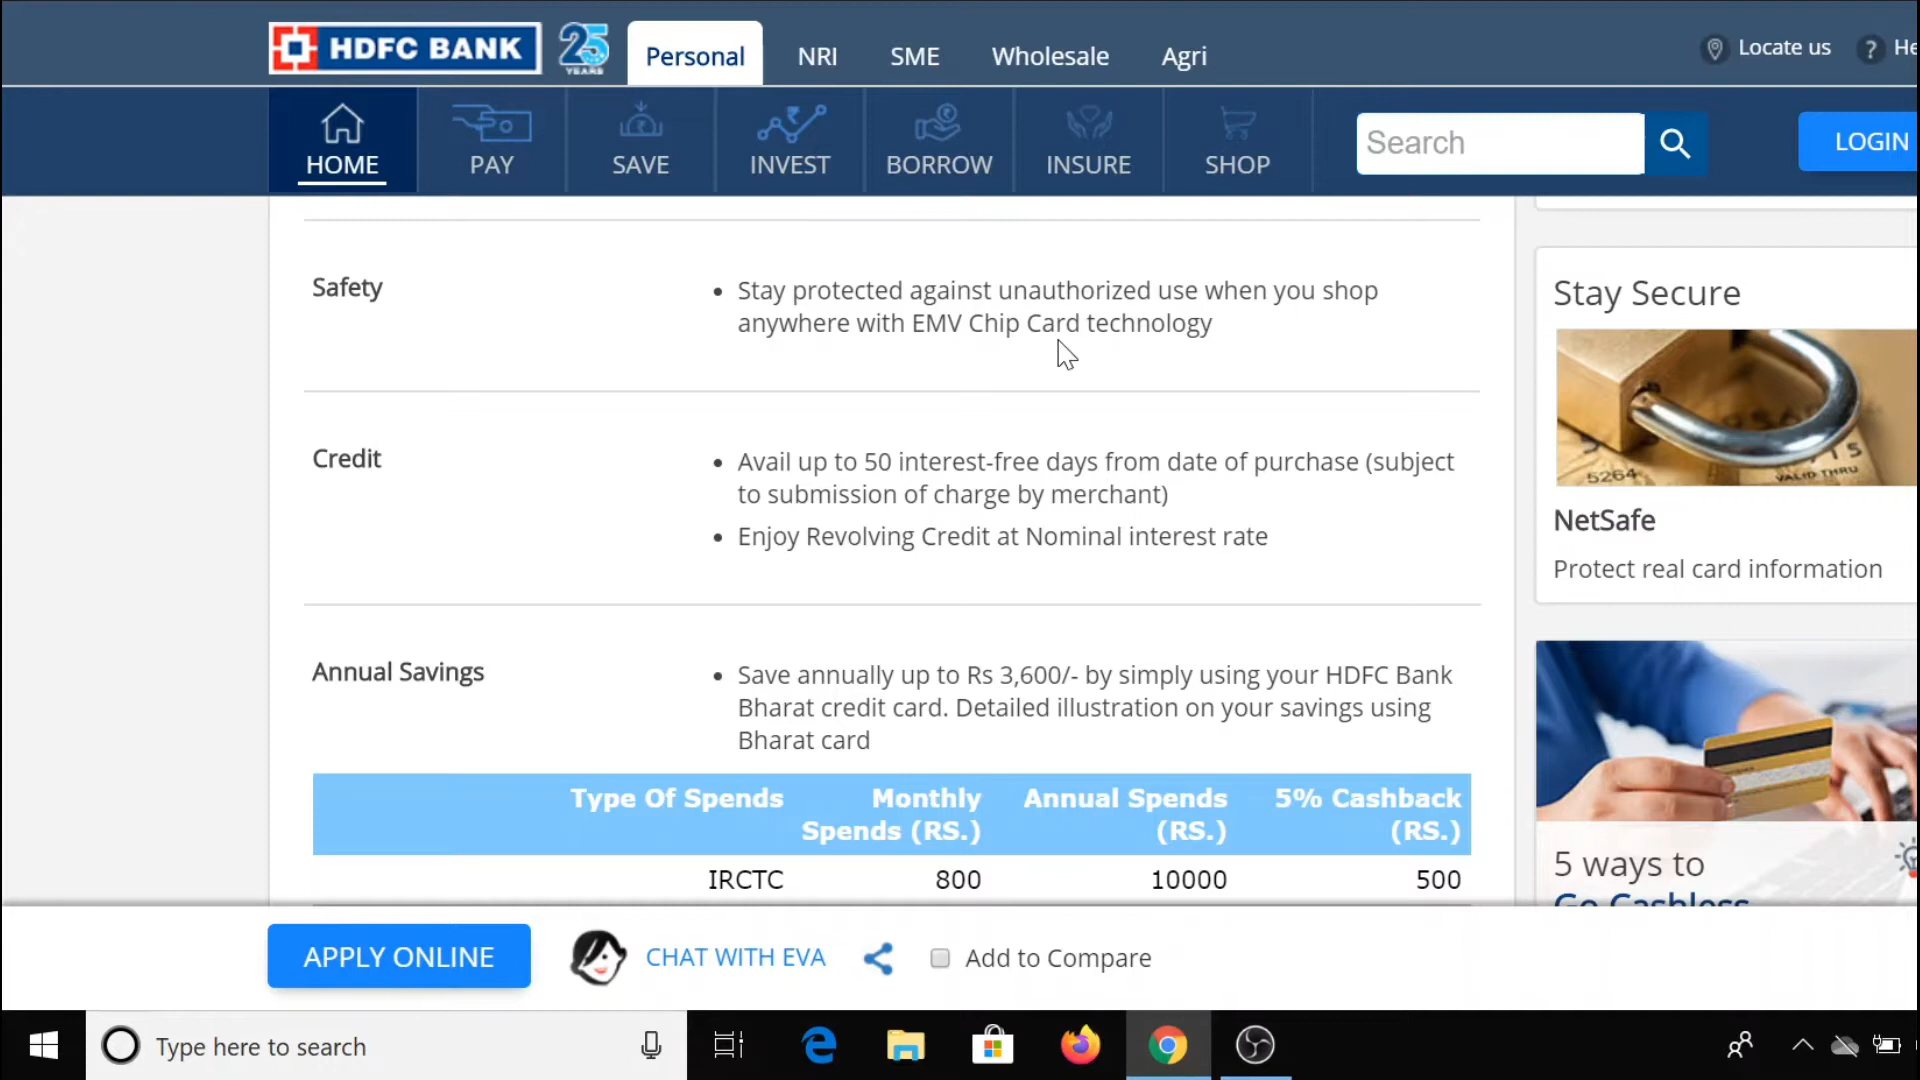 HDFC BANK
25
YEARS
Personal
NRI
SME
Wholesale
Agri
Locate us
HOME
PAY
SAVE
INVEST
BORROW
INSURE
SHOP
Search
LOGIN
Safety
• Stay protected against unauthorized use when you shop
anywhere with EMV Chip Card technology
Credit
• Avail up to 50 interest-free days from date of purchase (subject
to submission of charge by merchant)
• Enjoy Revolving Credit at Nominal interest rate
Annual Savings
• Save annually up to Rs 3,600/- by simply using your HDFC Bank
Bharat credit card. Detailed illustration on your savings using
Bharat card
Type Of Spends Monthly Spends (RS.) Annual Spends (RS.) 5% Cashback (RS.)
IRCTC 800 10000 500
Stay Secure
5264
VALID THRU
NetSafe
Protect real card information
5 ways to
Go Cashless
APPLY ONLINE
CHAT WITH EVA
Add to Compare
Type here to search